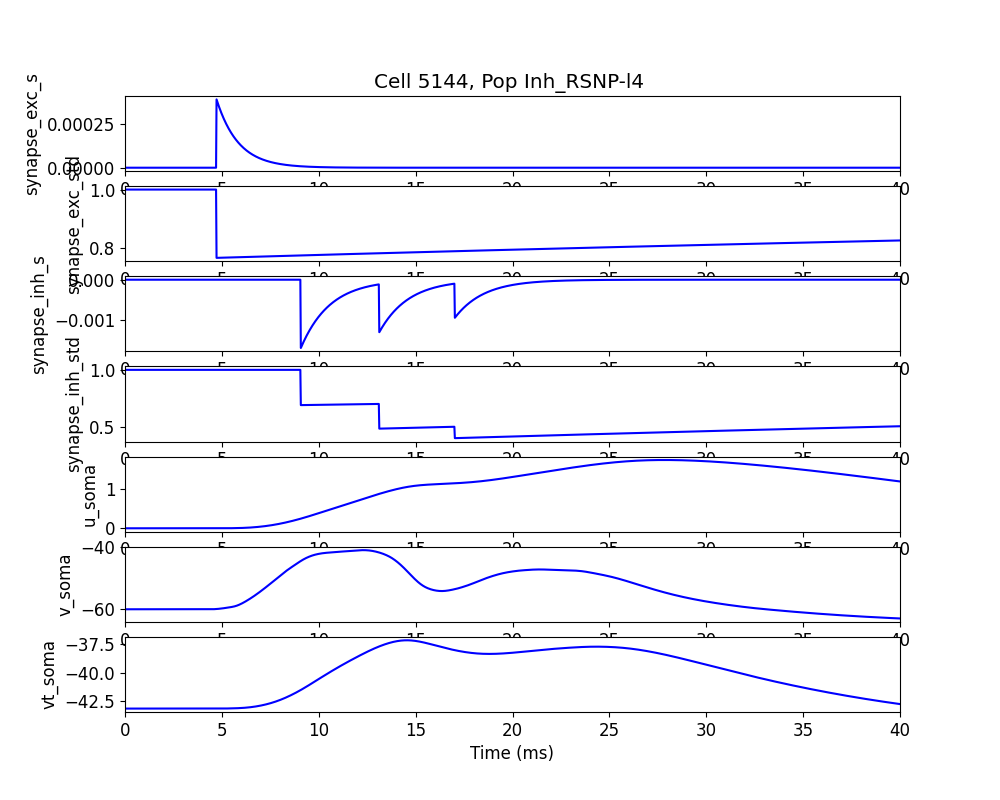 Cell 5144, Pop Inh_RSNP-l4
synapse_exc_s
0.00025
0.00000
0 5 10 15 20 25 30 35 40
synapse_exc_std
1.0
0.8
0 5 10 15 20 25 30 35 40
synapse_inh_s
0.000
−0.001
0 5 10 15 20 25 30 35 40
synapse_inh_std
1.0
0.5
0 5 10 15 20 25 30 35 40
u_soma
1
0
0 5 10 15 20 25 30 35 40
v_soma
−40
−60
0 5 10 15 20 25 30 35 40
vt_soma
−37.5
−40.0
−42.5
0 5 10 15 20 25 30 35 40
Time (ms)